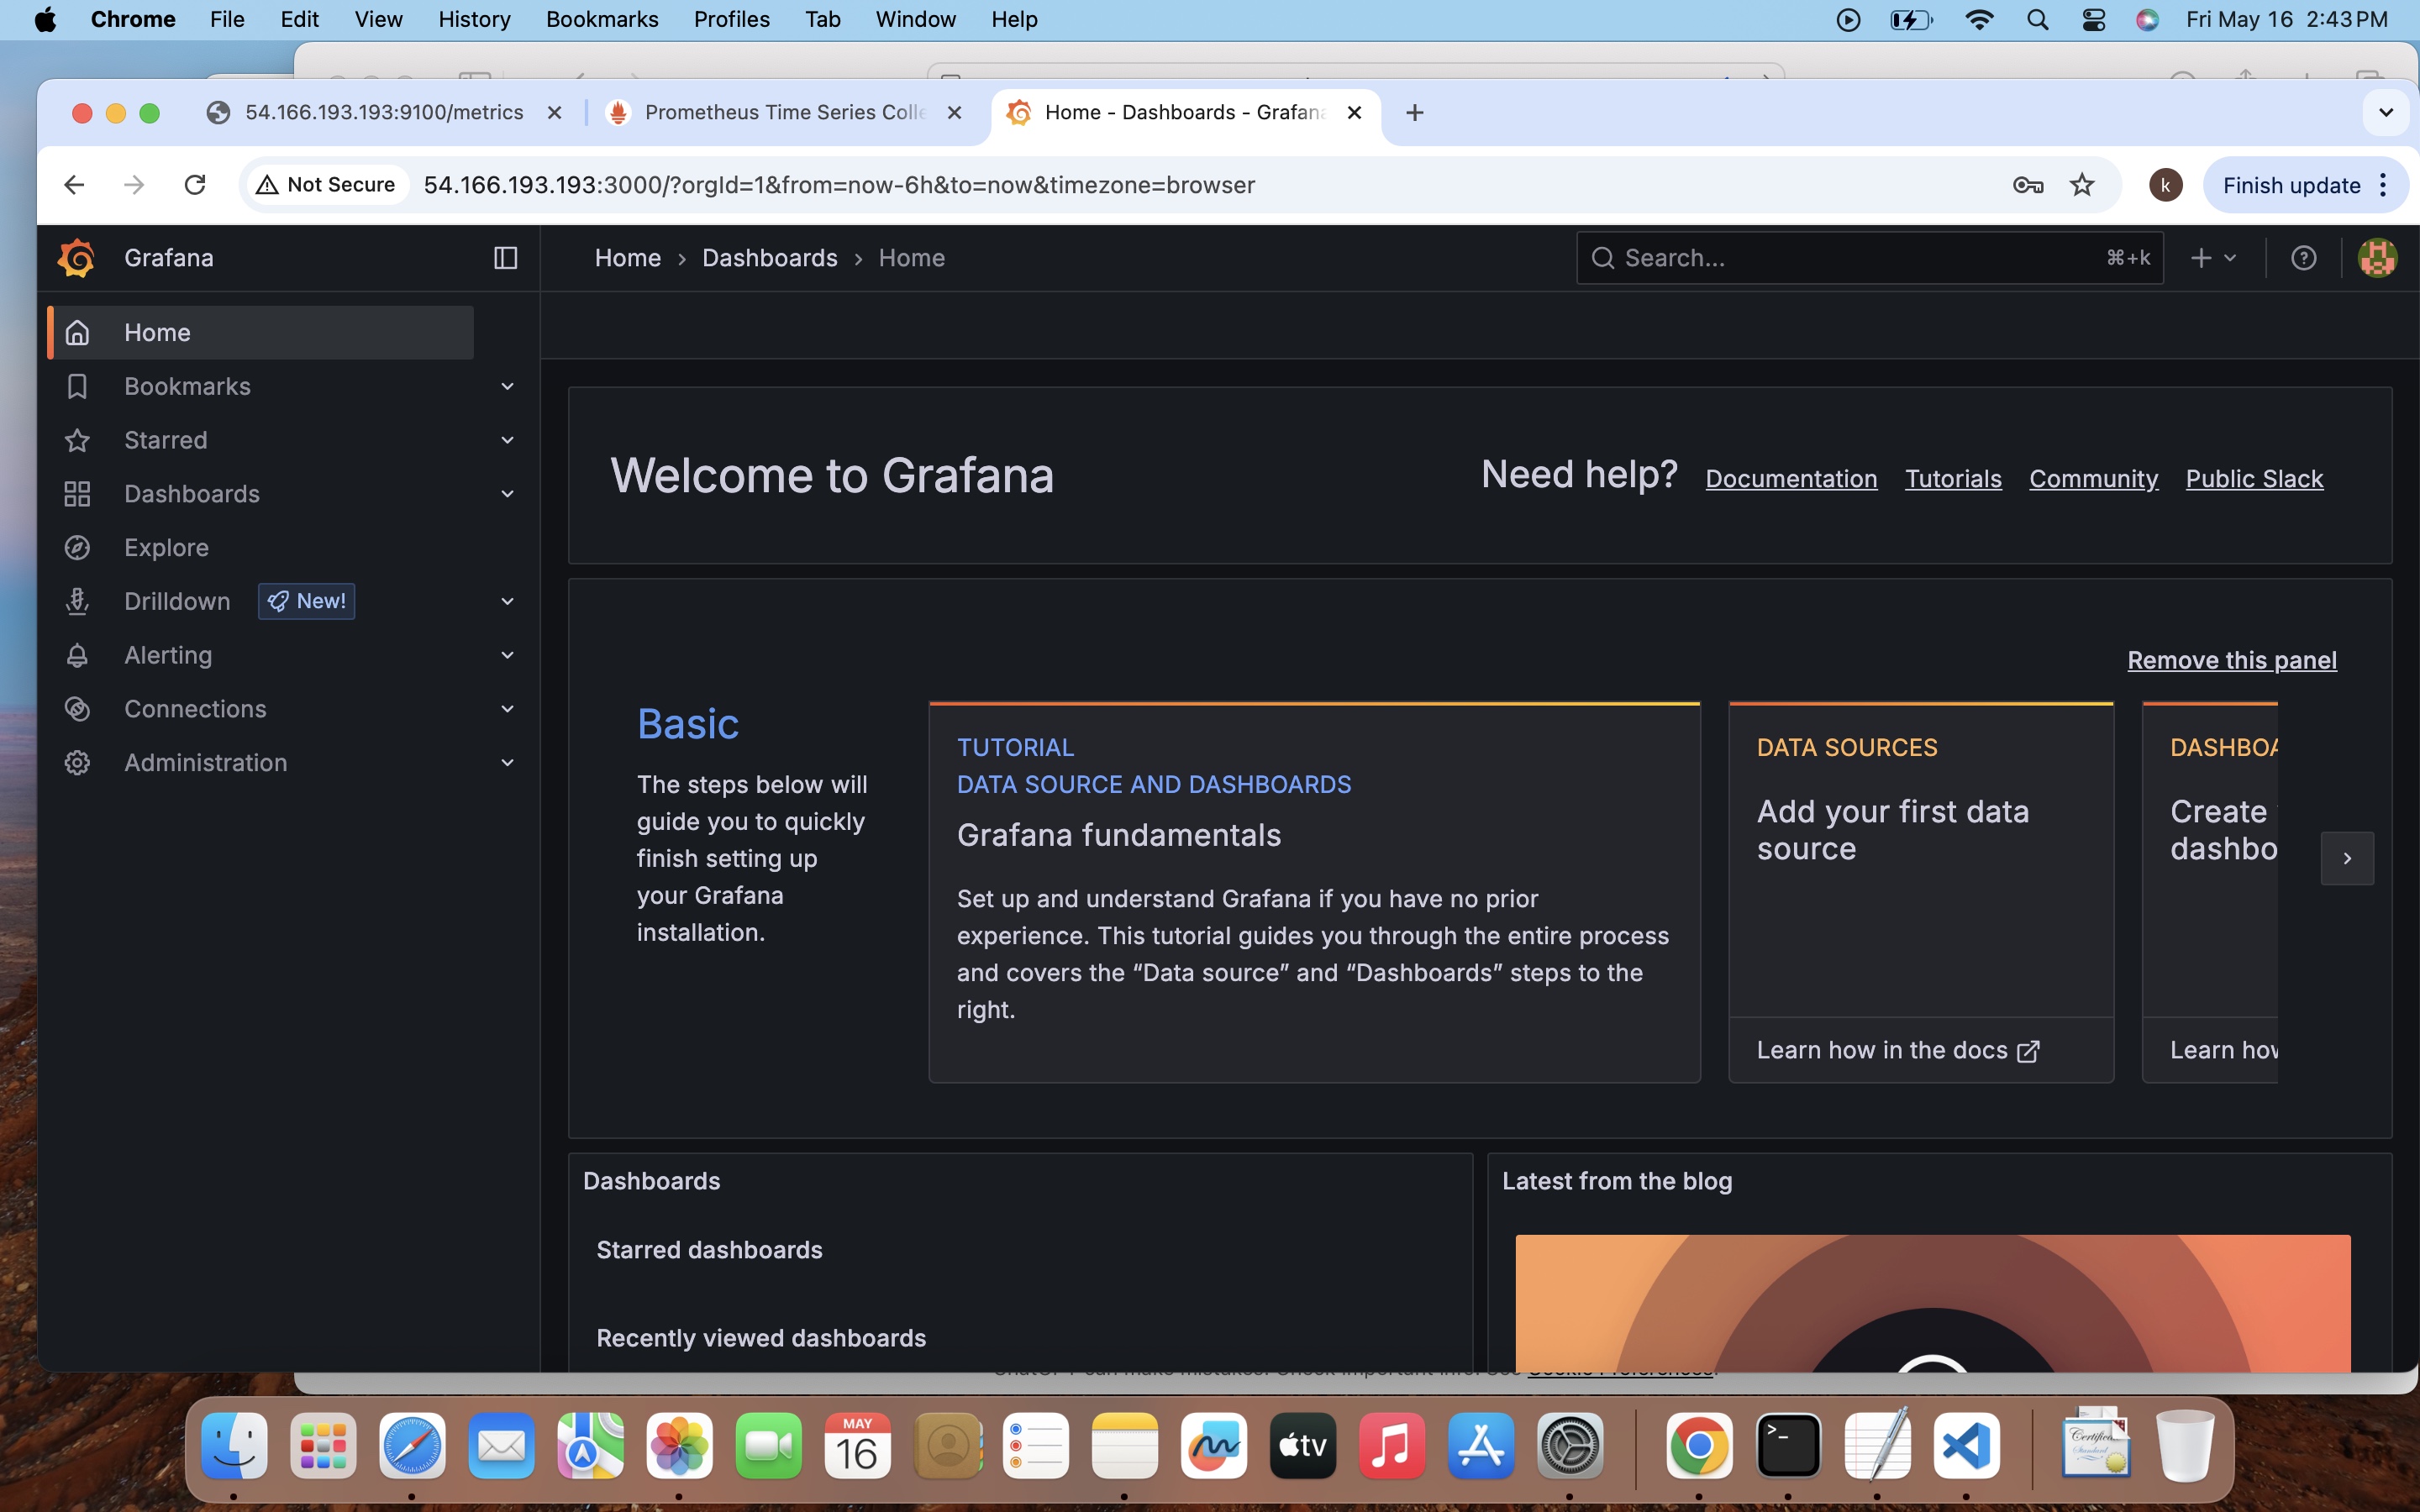 Chrome File Edit View History Bookmarks Profiles Tab Window Help Fri May 16 2:43 PM
54.166.193.193:9100/metrics Prometheus Time Series Colle Home - Dashboards - Grafana
Not Secure 54.166.193.193:3000/?orgId=1&from=now-6h&to=now&timezone=browser k Finish update
Grafana Home › Dashboards › Home Search... ⌘+k
Home
Bookmarks
Starred
Dashboards
Explore
Drilldown New!
Alerting
Connections
Administration
Welcome to Grafana
Need help? Documentation Tutorials Community Public Slack
Remove this panel
Basic
The steps below will
guide you to quickly
finish setting up
your Grafana
installation.
TUTORIAL
DATA SOURCE AND DASHBOARDS
Grafana fundamentals
Set up and understand Grafana if you have no prior
experience. This tutorial guides you through the entire process
and covers the “Data source” and “Dashboards” steps to the
right.
DATA SOURCES
Add your first data
source
Learn how in the docs
DASHBOA
Create
dashbo
Learn how
Dashboards
Starred dashboards
Recently viewed dashboards
Latest from the blog
MAY
16
tv